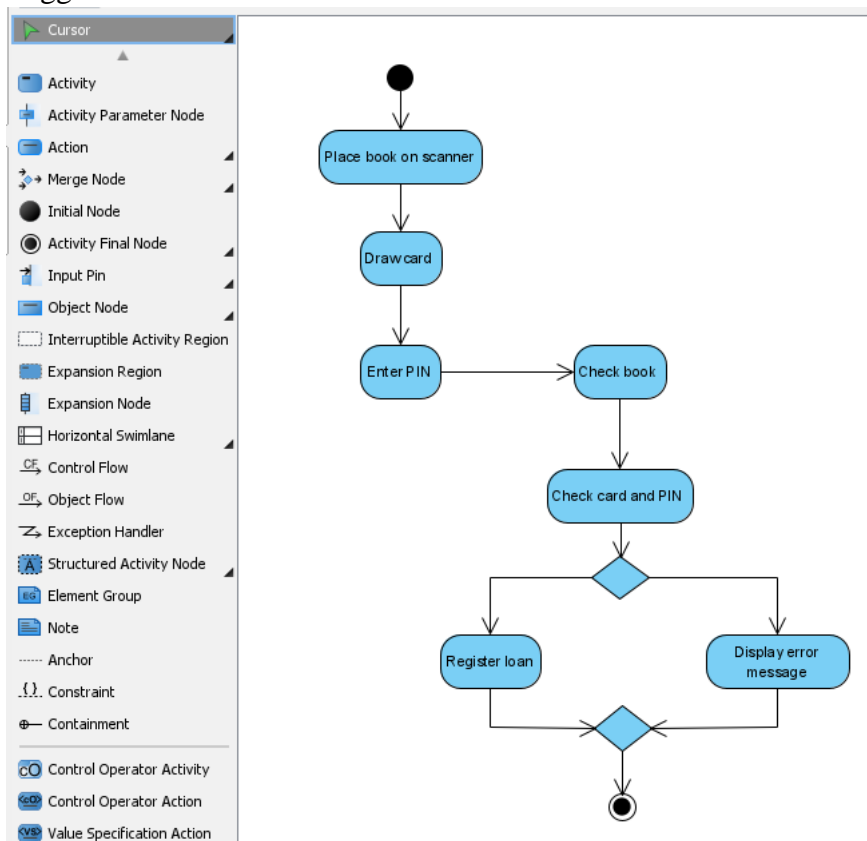 Cursor
Activity
Activity Parameter Node
Action
Merge Node
Initial Node
Activity Final Node
Input Pin
Object Node
Interruptible Activity Region
Expansion Region
Expansion Node
Horizontal Swimlane
CF
Control Flow
OF
Object Flow
Exception Handler
A
Structured Activity Node
EG
Element Group
Note
Anchor
{}
Constraint
Containment
cO
Control Operator Activity
«cO»
Control Operator Action
«VS»
Value Specification Action
Place book on scanner
Draw card
Enter PIN
Check book
Check card and PIN
Register loan
Display error
message